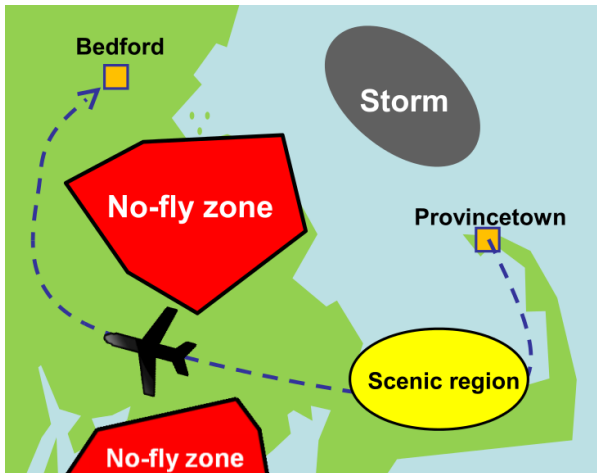 Bedford
Storm
No-fly zone
Provincetown
Scenic region
No-fly zone